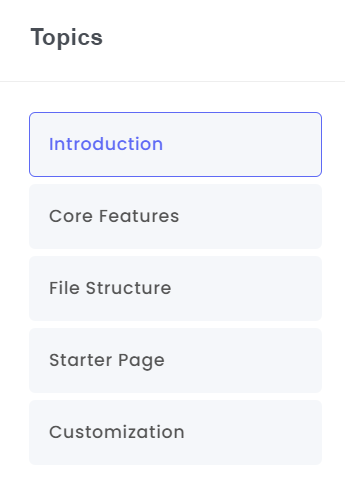 Topics
Introduction
Core Features
File Structure
Starter Page
Customization